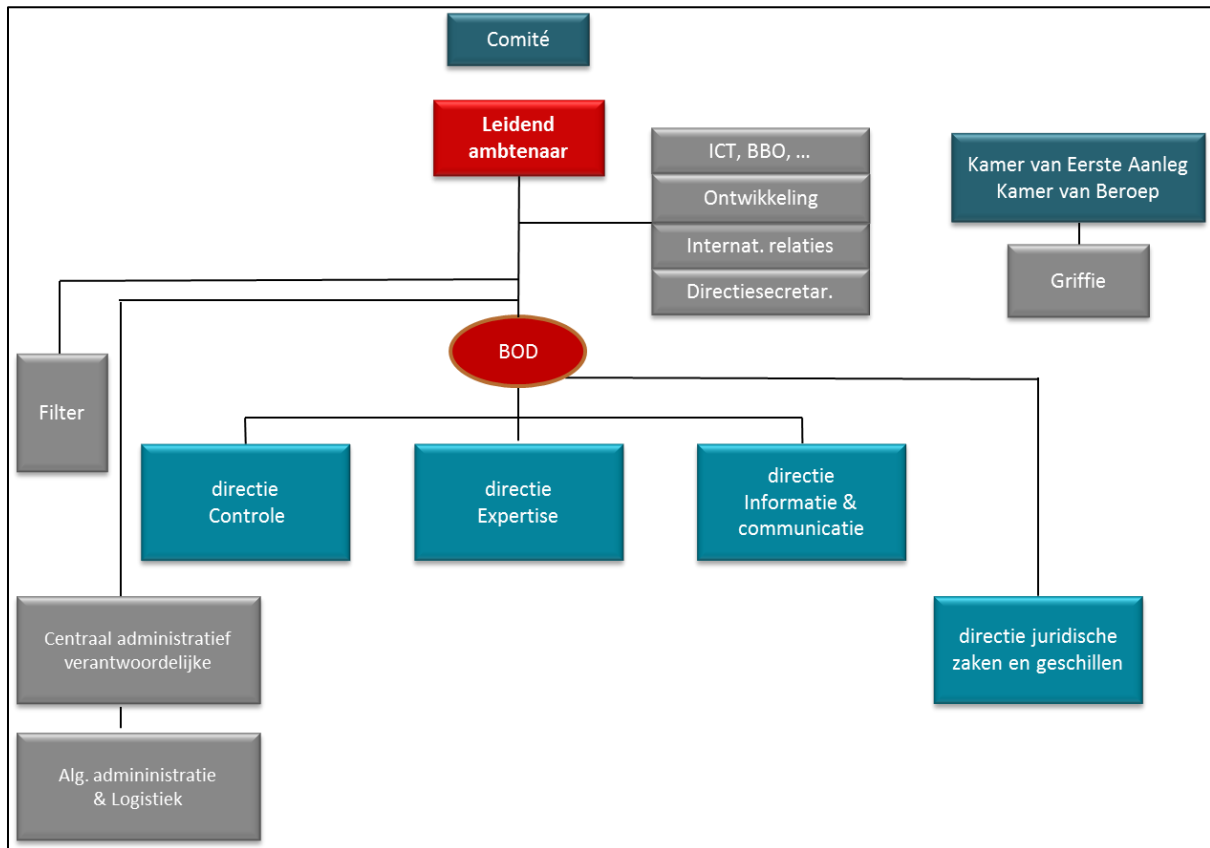 Comité
Leidend
ambtenaar
ICT, BBO, ...
Ontwikkeling
Internat. relaties
Directiesecretar.
Kamer van Eerste Aanleg
Kamer van Beroep
Griffie
BOD
Filter
directie
Controle
directie
Expertise
directie
Informatie &
communicatie
Centraal administratief
verantwoordelijke
directie juridische
zaken en geschillen
Alg. admininistratie
& Logistiek